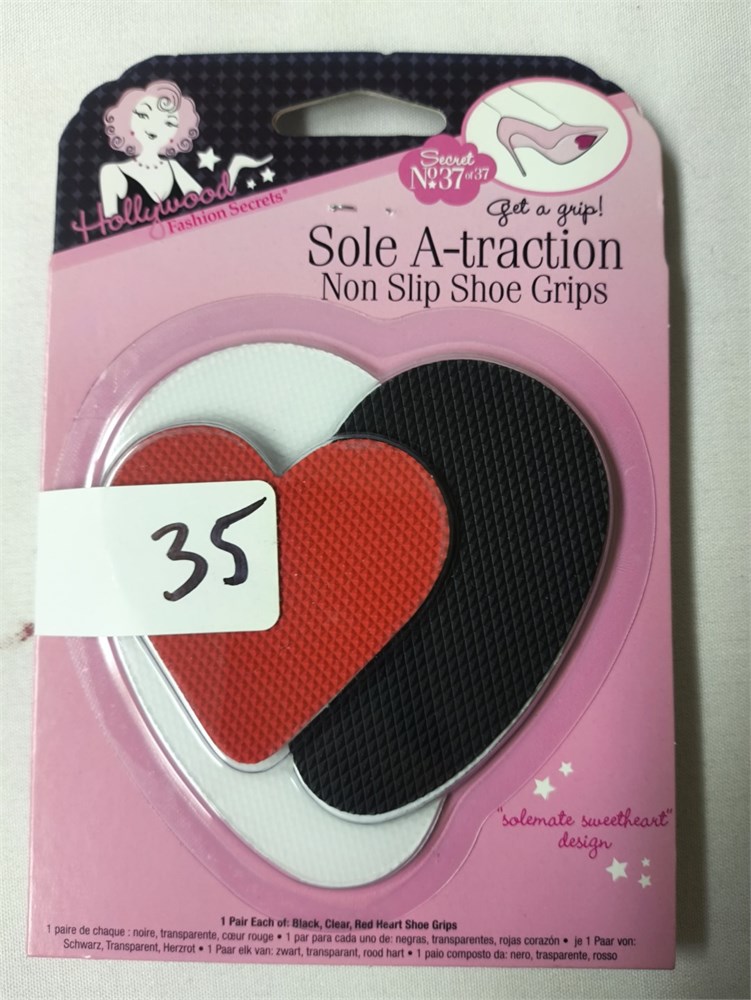 Hollywood
Fashion Secrets®
Secret
No37 of 37
Get a grip!
Sole A-traction
Non Slip Shoe Grips
35
"solemate sweetheart"
design
1 Pair Each of: Black, Clear, Red Heart Shoe Grips
1 paire de chaque : noire, transparente, cœur rouge • 1 par para cada uno de: negras, transparentes, rojas corazón • je 1 Paar von:
Schwarz, Transparent, Herzrot • 1 Paar elk van: zwart, transparant, rood hart • 1 paio composto da: nero, trasparente, rosso